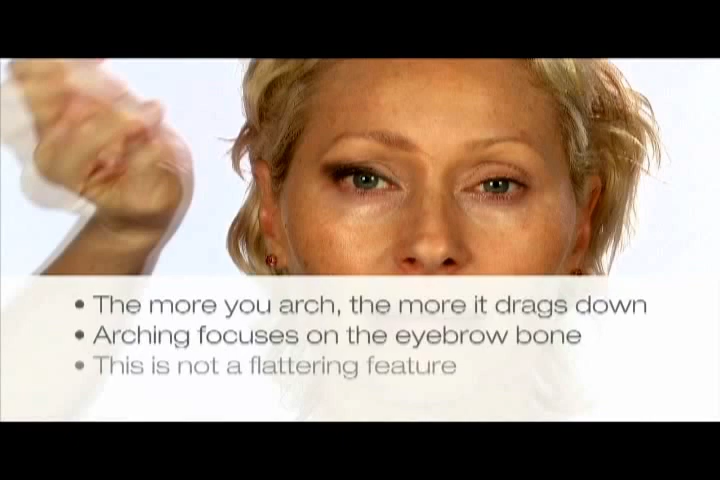 • The more you arch, the more it drags down
• Arching focuses on the eyebrow bone
• This is not a flattering feature